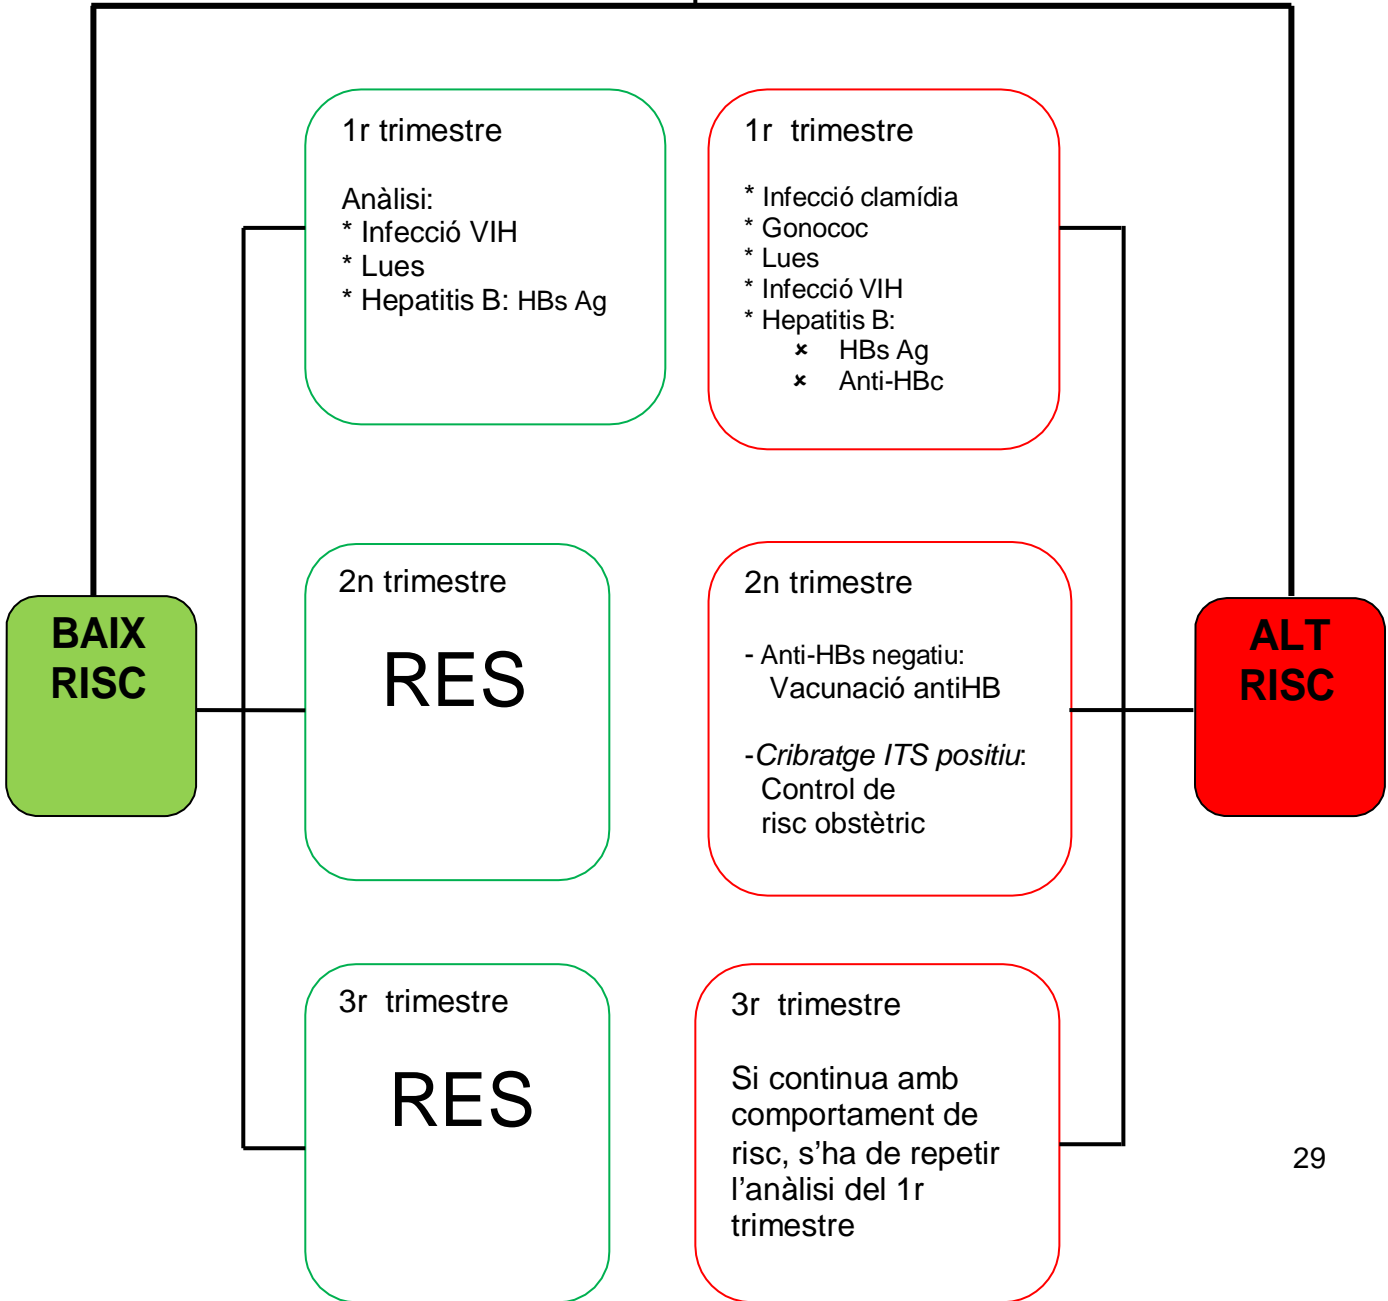 1r trimestre
Anàlisi:
* Infecció VIH
* Lues
* Hepatitis B: HBs Ag
1r trimestre
* Infecció clamídia
* Gonococ
* Lues
* Infecció VIH
* Hepatitis B:
× HBs Ag
× Anti-HBc
BAIX
RISC
2n trimestre
RES
2n trimestre
- Anti-HBs negatiu:
Vacunació antiHB
-Cribratge ITS positiu:
Control de
risc obstètric
ALT
RISC
3r trimestre
RES
3r trimestre
Si continua amb
comportament de
risc, s’ha de repetir
l’anàlisi del 1r
trimestre
29